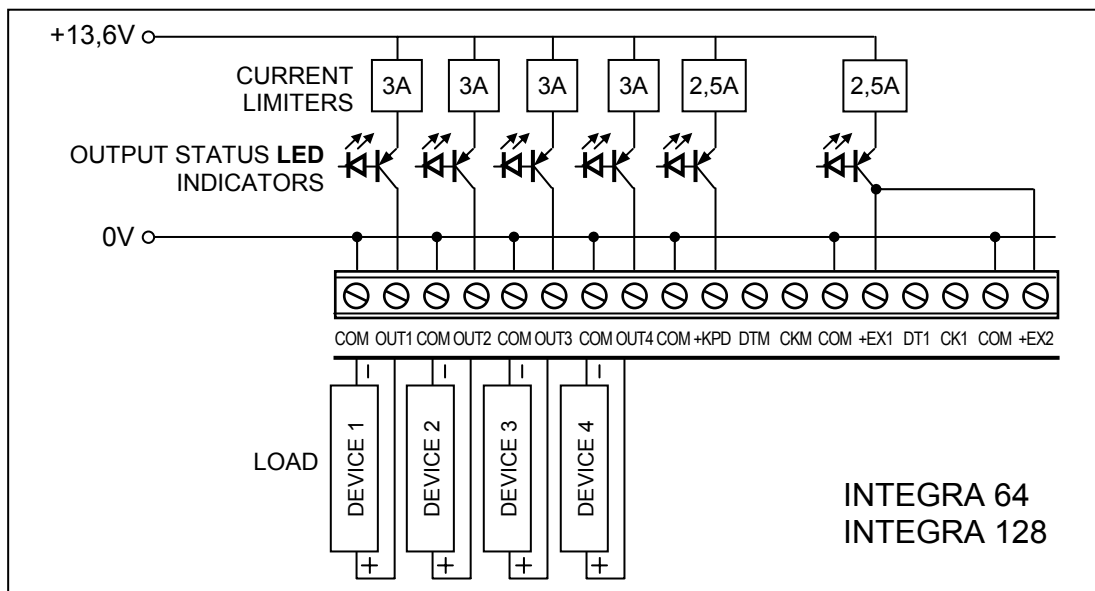 +13,6V
CURRENT
LIMITERS
3A 3A 3A 3A 2,5A 2,5A
OUTPUT STATUS LED
INDICATORS
0V
COM OUT1 COM OUT2 COM OUT3 COM OUT4 COM +KPD DTM CKM COM +EX1 DT1 CK1 COM +EX2
− − − −
LOAD
DEVICE 1 DEVICE 2 DEVICE 3 DEVICE 4
+ + + +
INTEGRA 64
INTEGRA 128